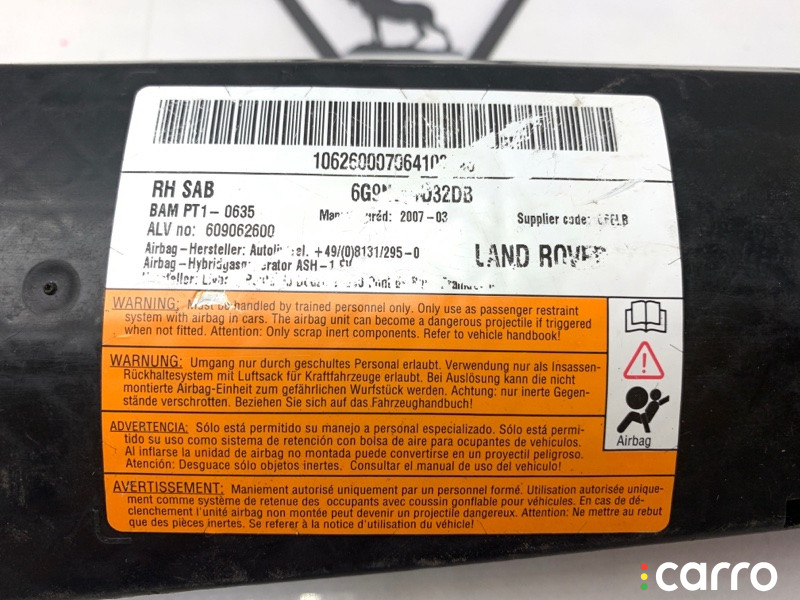 RH SAB
BAM PT1- 0635
2007-03
Supplier code:
ALV no: 609062600
Airbag-Hersteller: +49/(0)8131/295-0
LAND ROVER
WARNING: Must be handled by trained personnel only. Only use as passenger restraint
system with airbag in cars. The airbag unit can become a dangerous projectile if triggered
when not fitted. Attention: Only scrap inert components. Refer to vehicle handbook!
WARNUNG: Umgang nur durch geschultes Personal erlaubt. Verwendung nur als Insassen-
Rückhaltesystem mit Luftsack für Kraftfahrzeuge erlaubt. Bei Auslösung kann die nicht
montierte Airbag-Einheit zum gefährlichen Wurfstück werden. Achtung: nur inerte Gegen-
stände verschrotten. Beziehen Sie sich auf das Fahrzeughandbuch!
ADVERTENCIA: Sólo está permitido su manejo a personal especializado. Sólo está permi-
tido su uso como sistema de retención con bolsa de aire para ocupantes de vehículos.
Al inflarse la unidad de airbag no montada puede convertirse en un proyectil peligroso.
Atención: Desguace sólo objetos inertes. Consultar el manual de uso del vehículo!
AVERTISSEMENT: Maniement autorisé uniquement par un personnel formé. Utilisation autorisée unique-
ment comme système de retenue des occupants avec coussin gonflable pour véhicules. En cas de dé-
clenchement l'unité airbag non montée peut devenir un projectile dangereux. Attention: Ne mettre au rebut
que des pièces inertes. Se referer à la notice d'utilisation du véhicule!
Airbag
carro